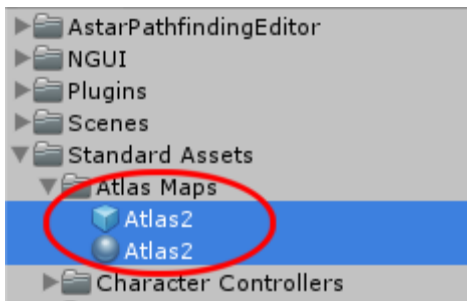 AstarPathfindingEditor
NGUI
Plugins
Scenes
Standard Assets
Atlas Maps
Atlas2
Atlas2
Character Controllers